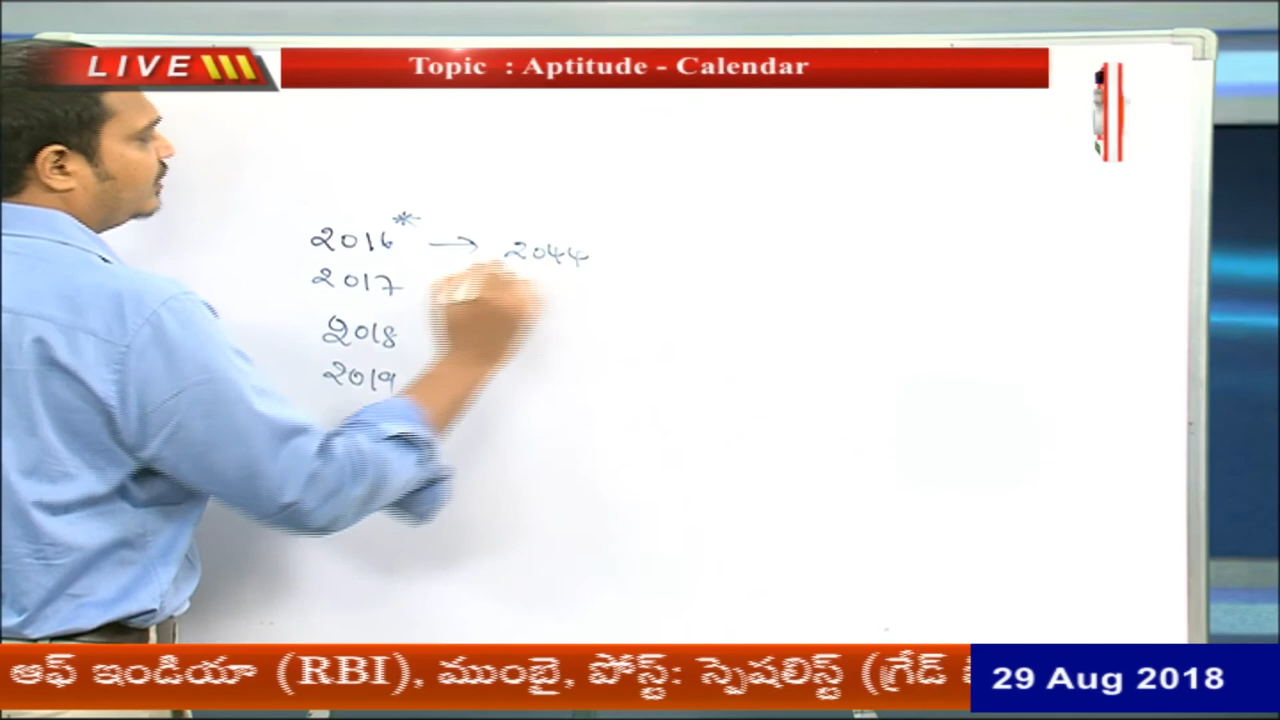 LIVE
Topic : Aptitude - Calendar
2016* → 2044
2017
2018
2019
ఆఫ్ ఇండియా (RBI), ముంబై, పోస్ట్: స్పెషలిస్ట్ (గ్రేడ్
29 Aug 2018